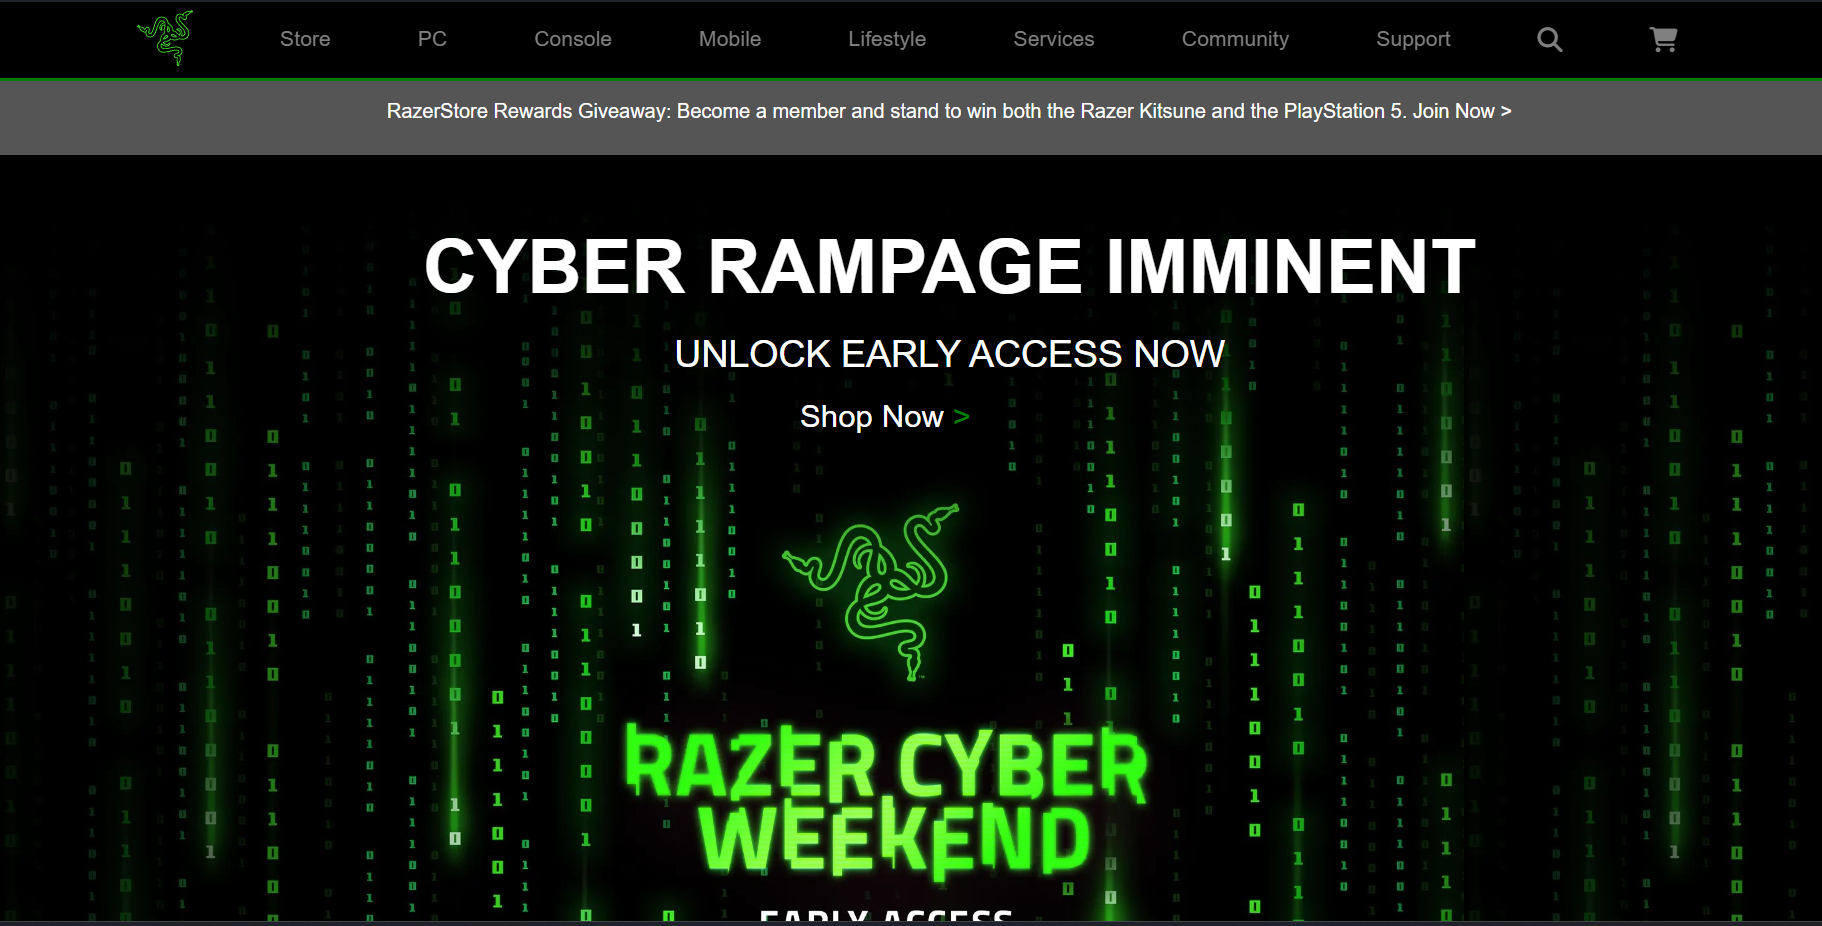 Store PC Console Mobile Lifestyle Services Community Support
RazerStore Rewards Giveaway: Become a member and stand to win both the Razer Kitsune and the PlayStation 5. Join Now >
CYBER RAMPAGE IMMINENT
UNLOCK EARLY ACCESS NOW
Shop Now >
RAZER CYBER
WEEKEND
EARLY ACCESS